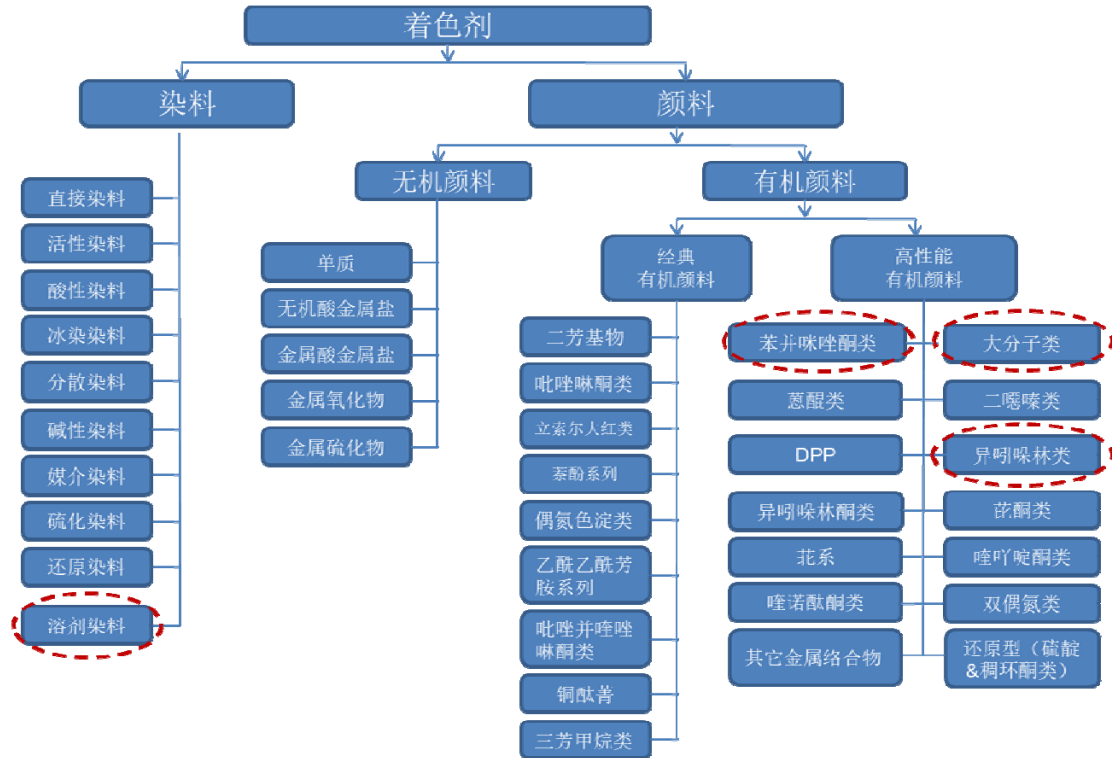 着色剂
染料
颜料
无机颜料
有机颜料
直接染料
活性染料
酸性染料
冰染染料
分散染料
碱性染料
媒介染料
硫化染料
还原染料
溶剂染料
单质
无机酸金属盐
金属酸金属盐
金属氧化物
金属硫化物
经典
有机颜料
二芳基物
吡唑啉酮类
立索尔大红类
萘酚系列
偶氮色淀类
乙酰乙酰芳
胺系列
吡唑并喹唑
啉酮类
铜酞菁
三芳甲烷类
高性能
有机颜料
苯并咪唑酮类
大分子类
蒽醌类
二噁嗪类
DPP
异吲哚林类
异吲哚林酮类
芘酮类
苝系
喹吖啶酮类
喹诺酞酮类
双偶氮类
其它金属络合物
还原型（硫靛
&稠环酮类）